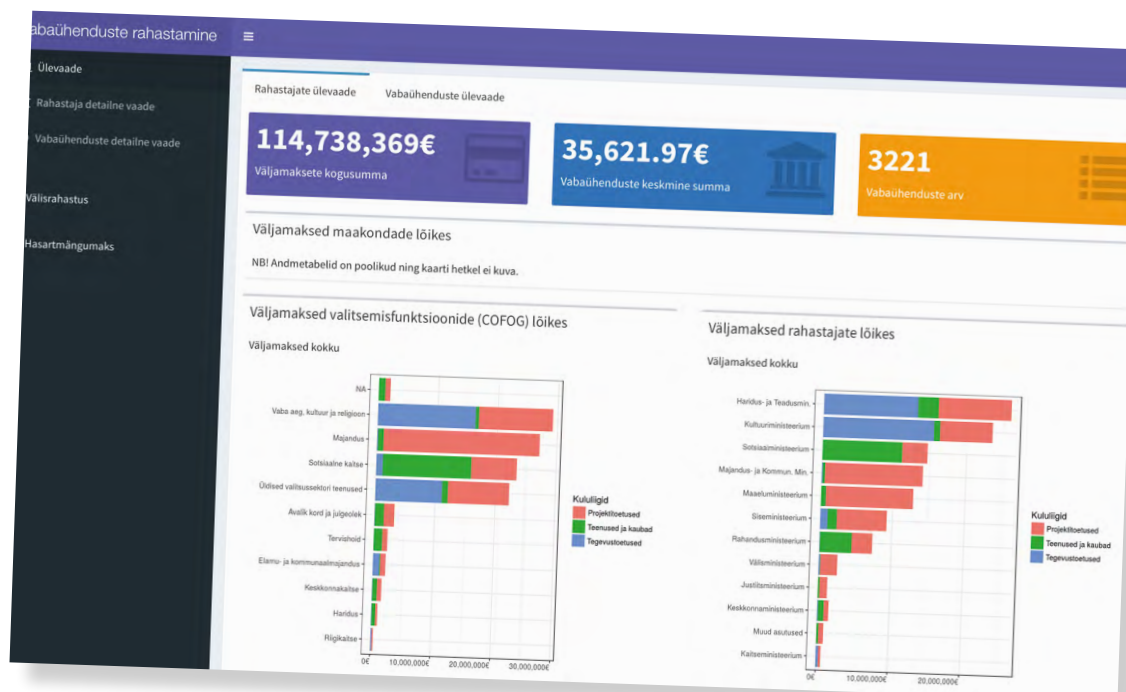 abaühenduste rahastamine
Ülevaade
Rahastaja detailne vaade
Vabaühenduste detailne vaade
Välisrahastus
Hasartmängumaks
Rahastajate ülevaade
Vabaühenduste ülevaade
114,738,369€
Väljamaksete kogusumma
35,621.97€
Vabaühenduste keskmine summa
3221
Vabaühenduste arv
Väljamaksed maakondade lõikes
NB! Andmetabelid on poolikud ning kaarti hetkel ei kuva.
Väljamaksed valitsemisfunktsioonide (COFOG) lõikes
Väljamaksed kokku
NA
Vaba aeg, kultuur ja religioon
Majandus
Sotsiaalne kaitse
Üldised valitsussektori teenused
Avalik kord ja julgeolek
Tervishoid
Elamu- ja kommunaalmajandus
Keskkonnakaitse
Haridus
Riigikaitse
0€ 10,000,000€ 20,000,000€ 30,000,000€
Kululiigid
Projektitoetused
Teenused ja kaubad
Tegevustoetused
Väljamaksed rahastajate lõikes
Väljamaksed kokku
Haridus- ja Teadusmin.
Kultuuriministeerium
Sotsiaalministeerium
Majandus- ja Kommun. Min.
Maaeluministeerium
Siseministeerium
Rahandusministeerium
Välisministeerium
Justiitsministeerium
Keskkonnaministeerium
Muud asutused
Kaitseministeerium
0€ 10,000,000€ 20,000,000€
Kululiigid
Projektitoetused
Teenused ja kaubad
Tegevustoetused